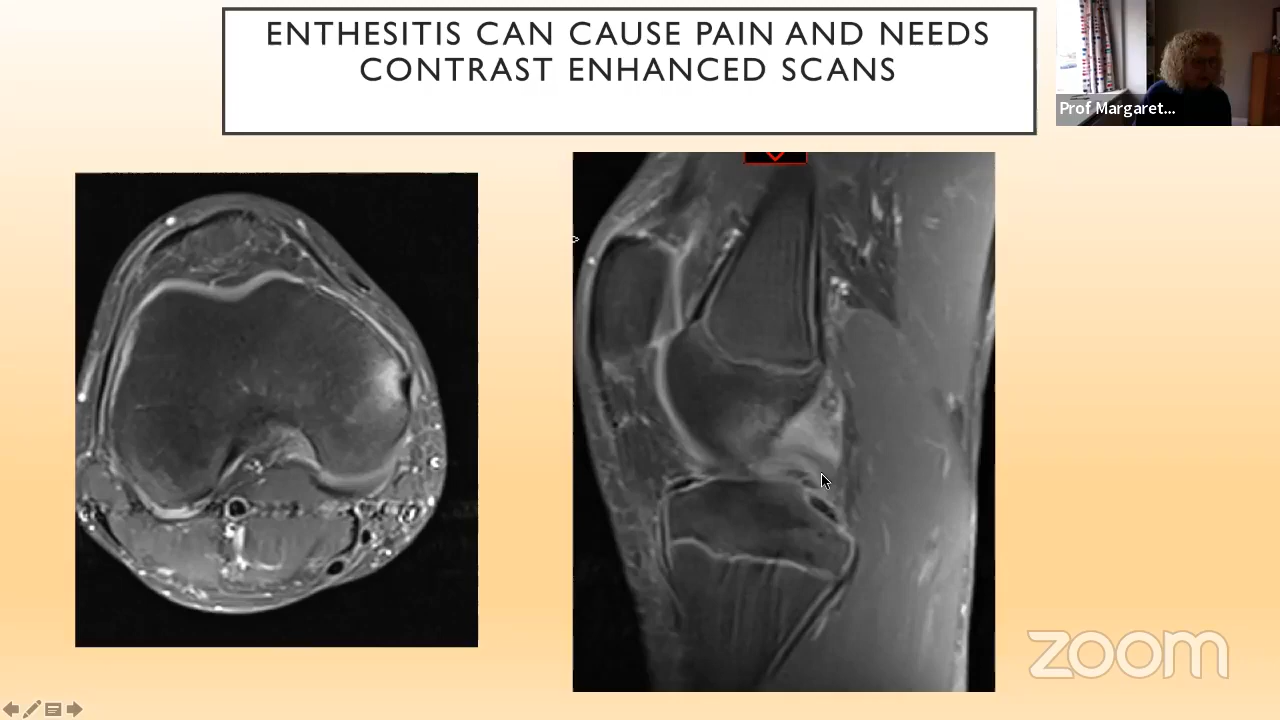 ENTHESITIS CAN CAUSE PAIN AND NEEDS
CONTRAST ENHANCED SCANS
Prof Margaret...
zoom